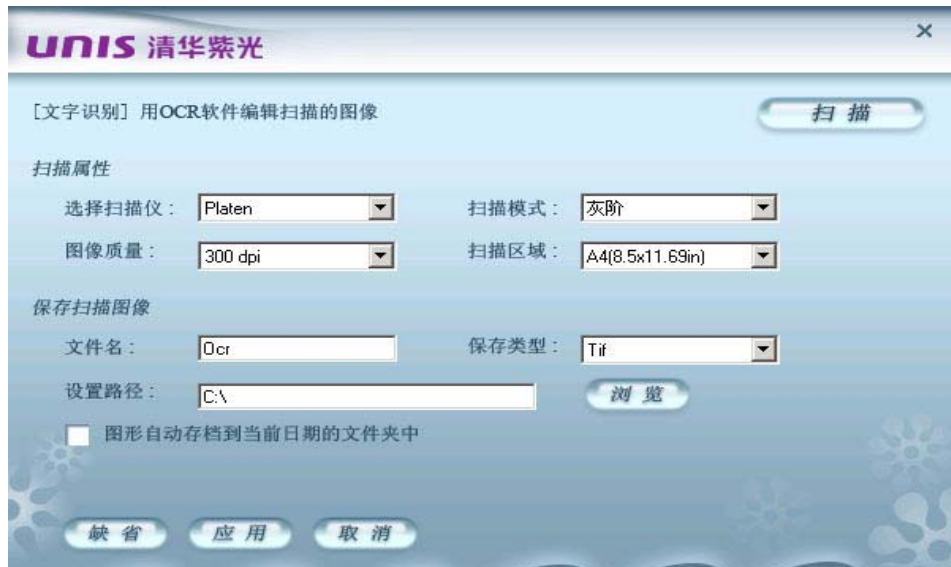 UNIS 清华紫光
[文字识别] 用OCR软件编辑扫描的图像
扫描
扫描属性
选择扫描仪： Platen 扫描模式： 灰阶
图像质量： 300 dpi 扫描区域： A4(8.5x11.69in)
保存扫描图像
文件名： Ocr 保存类型： Tif
设置路径： C:\ 浏览
图形自动存档到当前日期的文件夹中
缺省 应用 取消